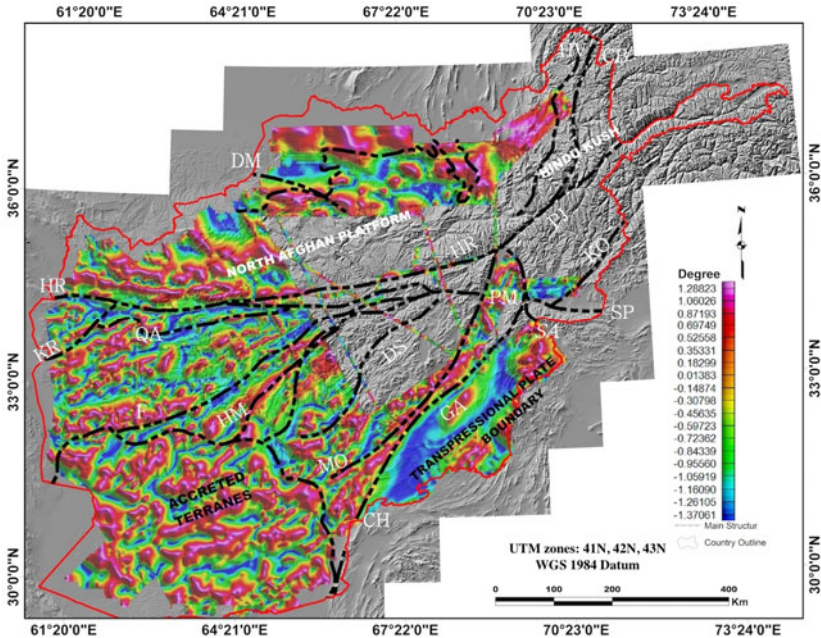 61°20'0"E 64°21'0"E 67°22'0"E 70°23'0"E 73°24'0"E
HV
CB
DM
HINDU KUSH
36°0'0"N
36°0'0"N
N
NORTH AFGHAN PLATFORM
HR
PJ
KO
HR
PM
SP
KR
QA
SA
DS
33°0'0"N
33°0'0"N
F
HM
GA
TRANSPRESSIONAL PLATE
BOUNDARY
MO
ACCRETED
TERRANES
CH
30°0'0"N
30°0'0"N
Degree
1.28823
1.06026
0.87193
0.69749
0.52558
0.35331
0.18299
0.01383
-0.14874
-0.30798
-0.45635
-0.59723
-0.72362
-0.84339
-0.95560
-1.05919
-1.16090
-1.26105
-1.37061
Main Structur
Country Outline
UTM zones: 41N, 42N, 43N
WGS 1984 Datum
0 100 200 400
Km
61°20'0"E 64°21'0"E 67°22'0"E 70°23'0"E 73°24'0"E